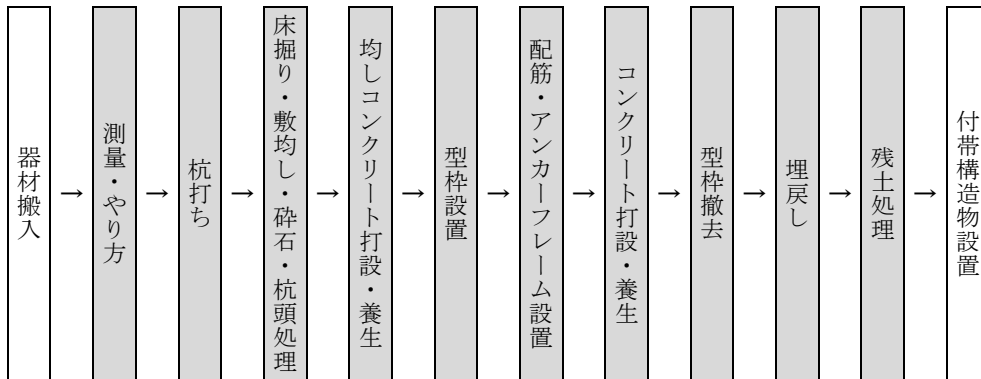 器材搬入
→
測量・やり方
→
杭打ち
→
床掘り・敷均し・砕石・杭頭処理
→
均しコンクリート打設・養生
→
型枠設置
→
配筋・アンカーフレーム設置
→
コンクリート打設・養生
→
型枠撤去
→
埋戻し
→
残土処理
→
付帯構造物設置